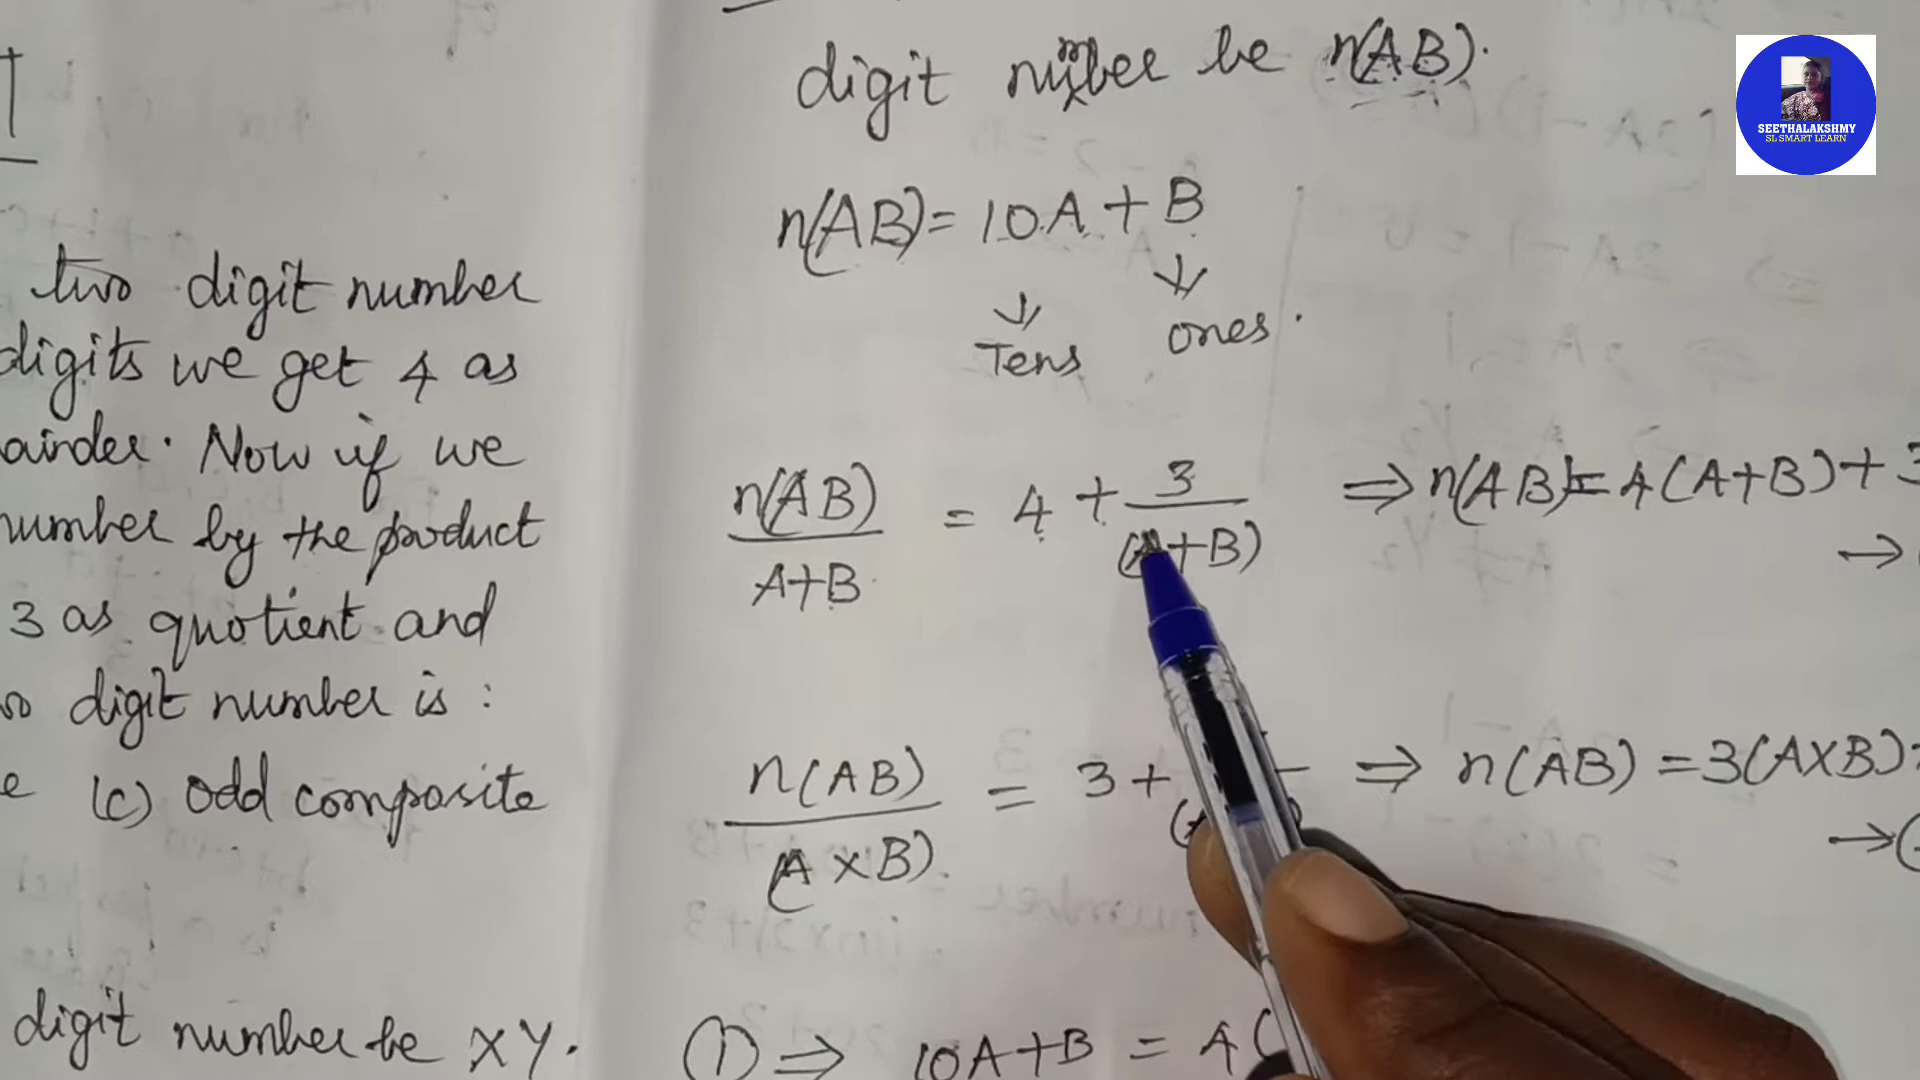 two digit number
digits we get 4 as
Now if we
number by the product
3 as quotient and
digit number is :
(c) Odd composite
digit number be XY.
digit number be n(AB).
n(AB) = 10A + B
Tens ones.
n(AB)/A+B = 4 + 3/(A+B) ⇒ n(AB) = 4(A+B) + 3
n(AB)/(A×B) = 3 + ⇒ n(AB) = 3(A×B)
① ⇒ 10A+B = 4(
SEETHALAKSHMY
SL SMART LEARN